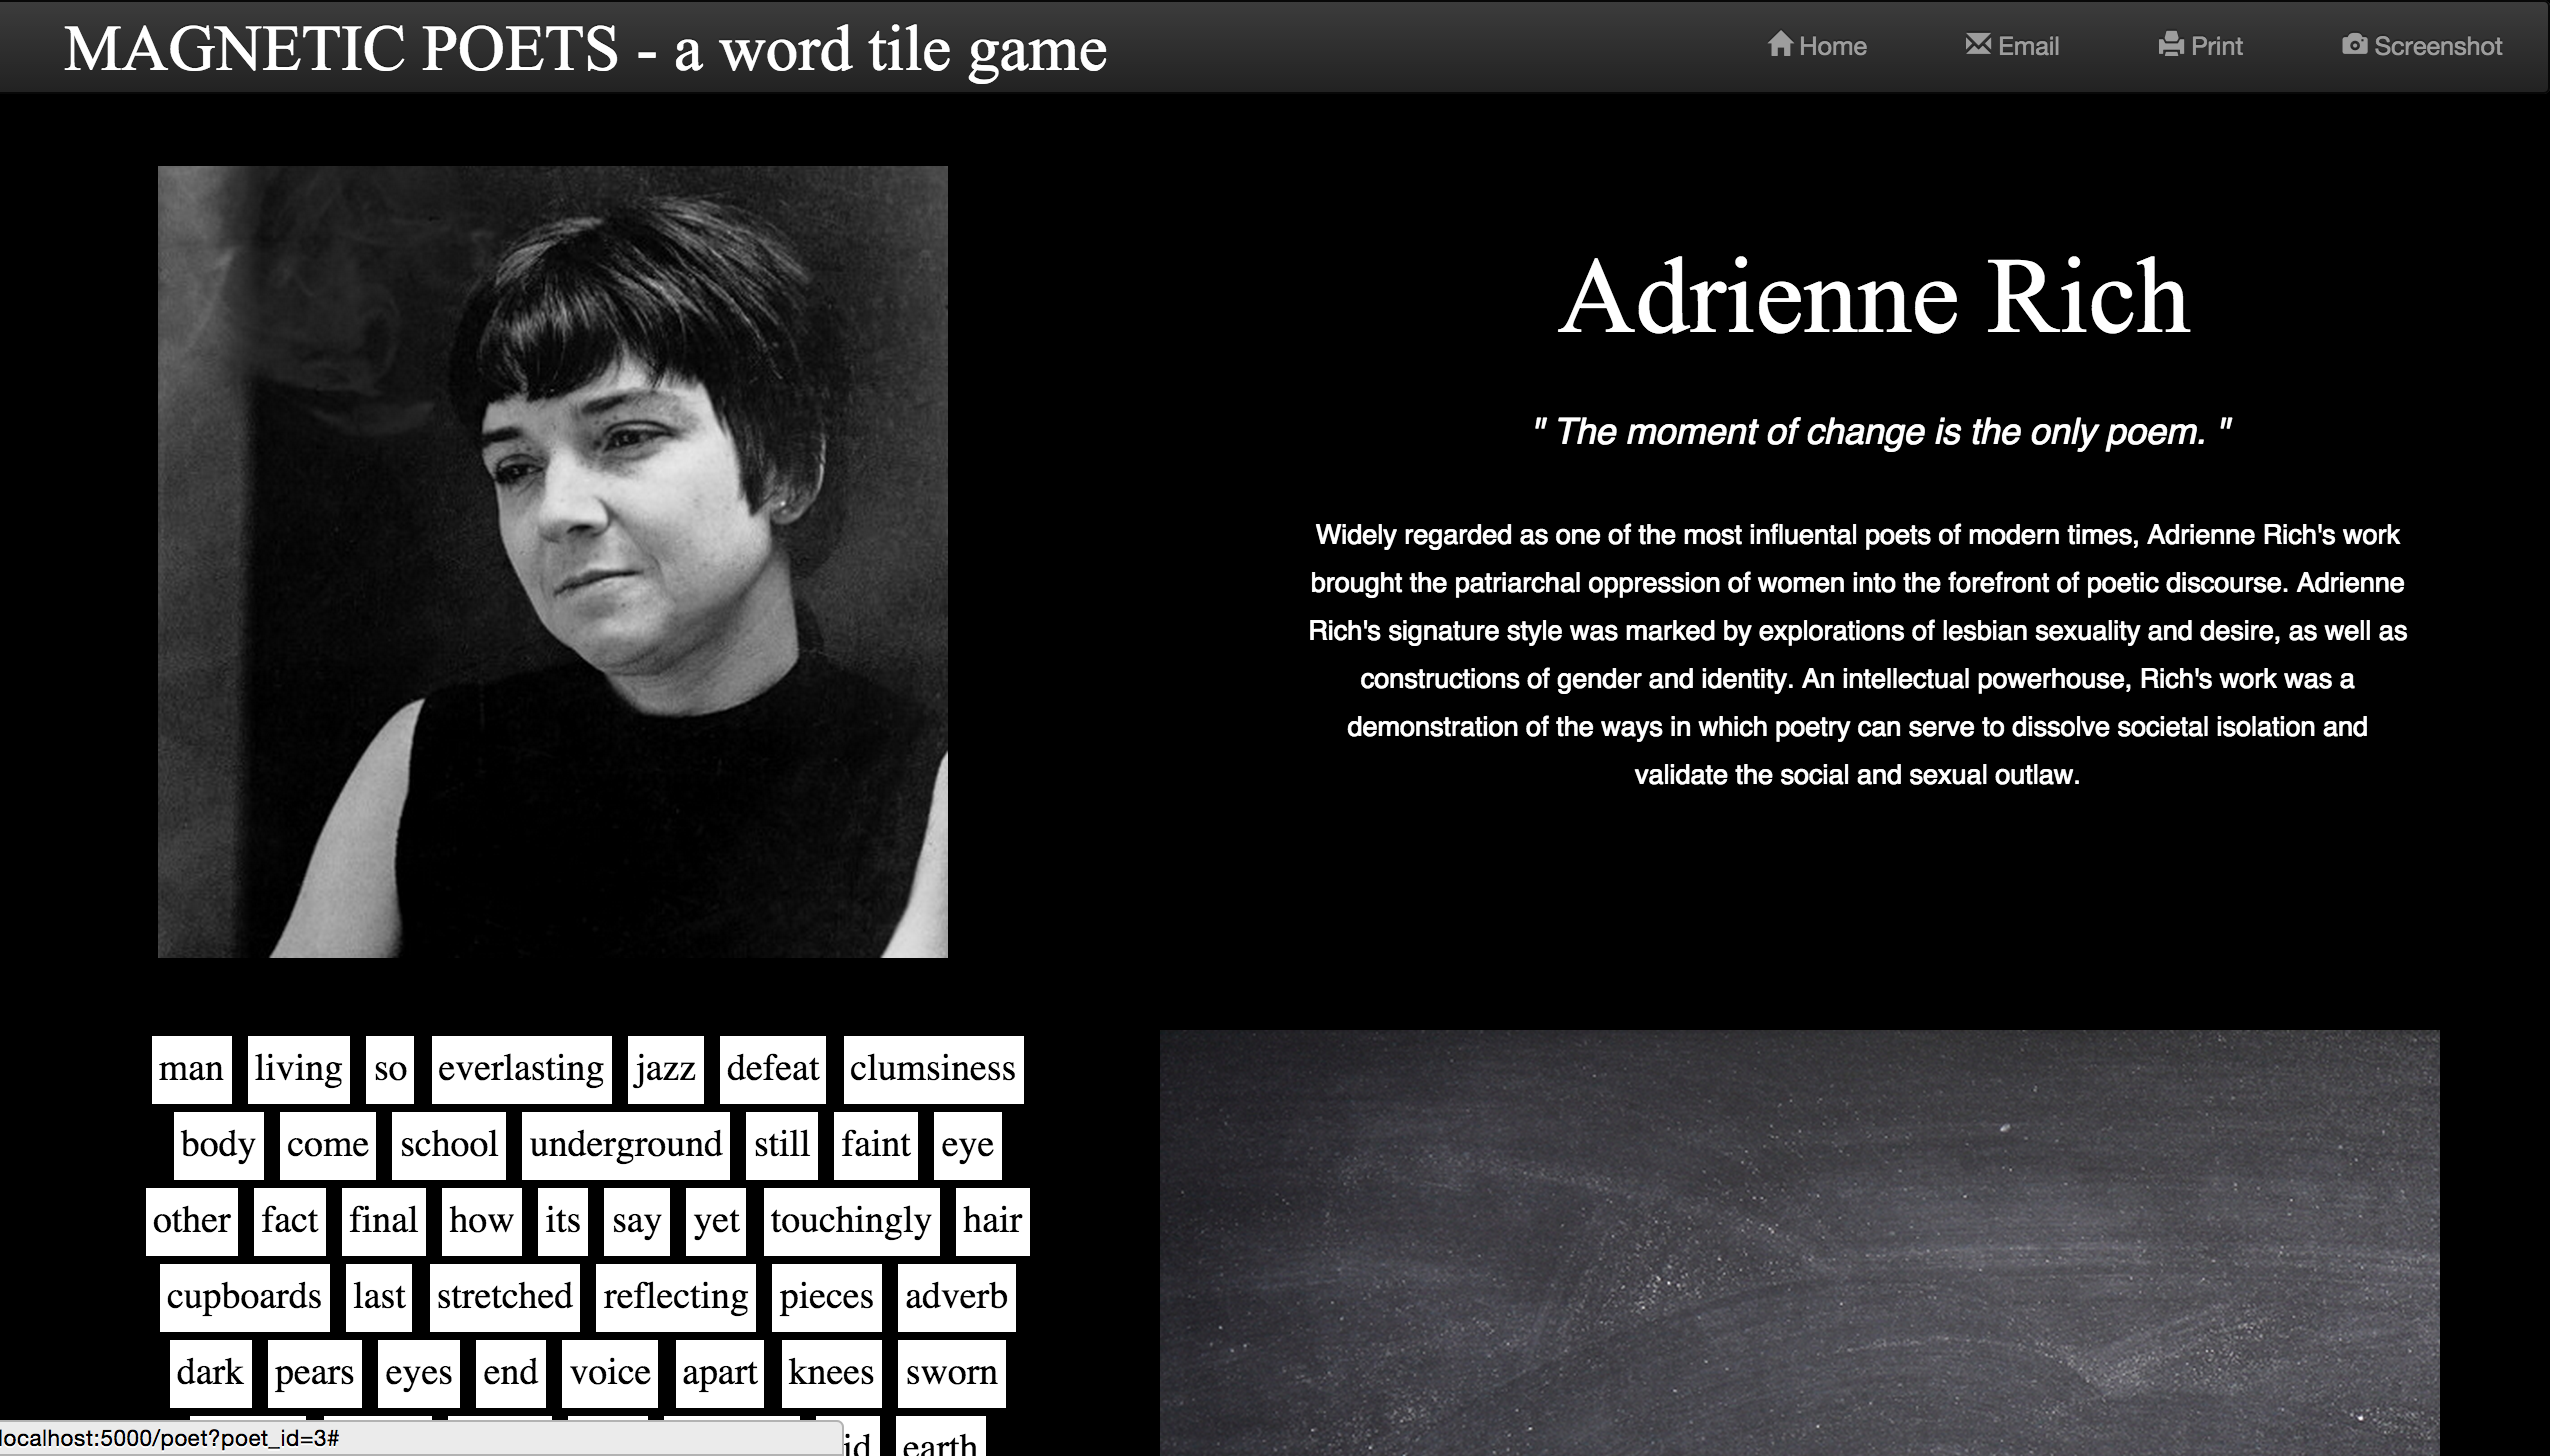 MAGNETIC POETS - a word tile game
Home Email Print Screenshot
Adrienne Rich
" The moment of change is the only poem. "
Widely regarded as one of the most influental poets of modern times, Adrienne Rich's work
brought the patriarchal oppression of women into the forefront of poetic discourse. Adrienne
Rich's signature style was marked by explorations of lesbian sexuality and desire, as well as
constructions of gender and identity. An intellectual powerhouse, Rich's work was a
demonstration of the ways in which poetry can serve to dissolve societal isolation and
validate the social and sexual outlaw.
man living so everlasting jazz defeat clumsiness
body come school underground still faint eye
other fact final how its say yet touchingly hair
cupboards last stretched reflecting pieces adverb
dark pears eyes end voice apart knees sworn
earth
localhost:5000/poet?poet_id=3#